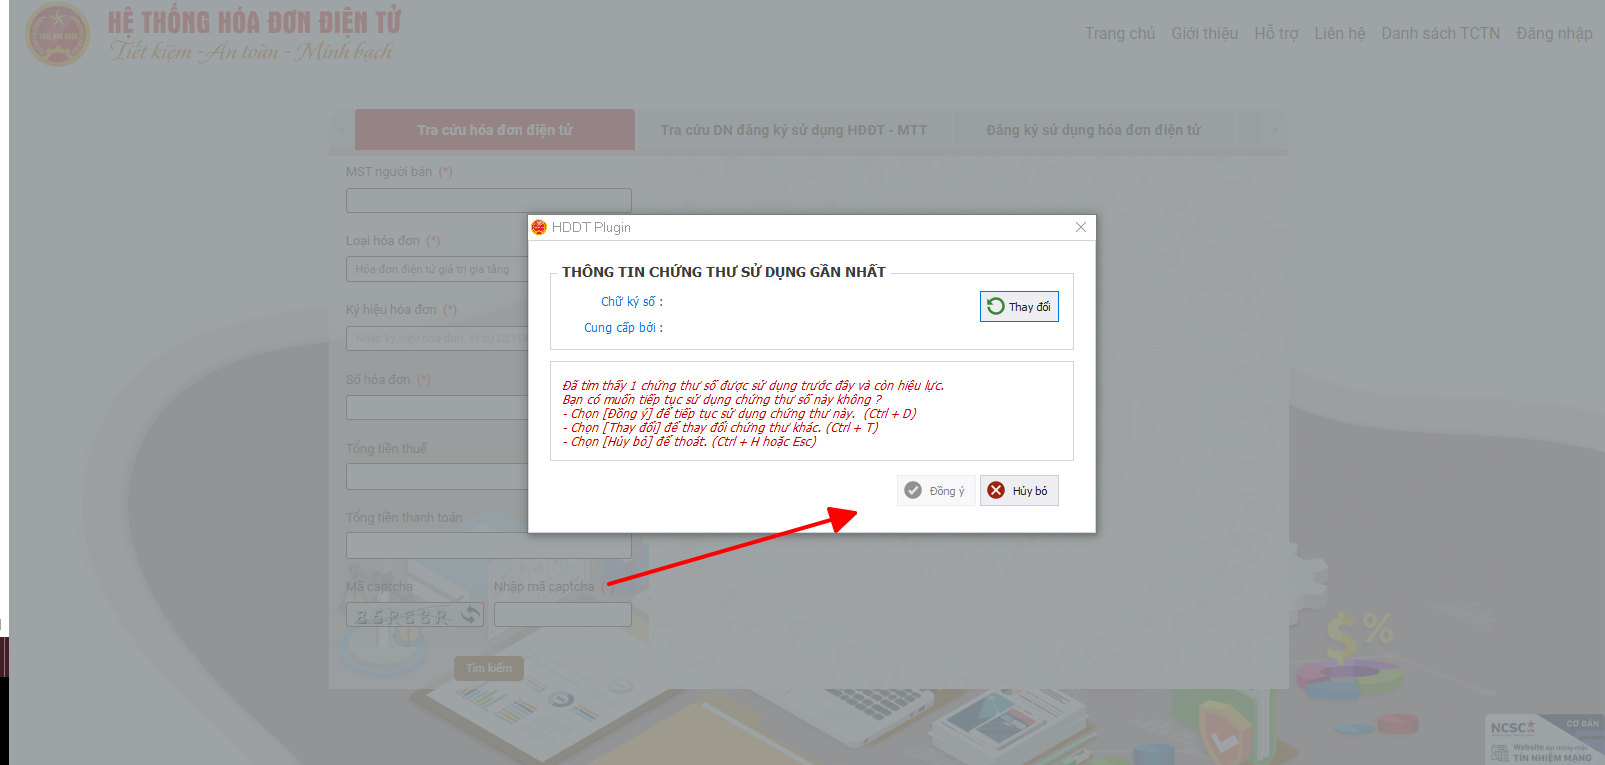 HỆ THỐNG HÓA ĐƠN ĐIỆN TỬ
Tiết kiệm - An toàn - Minh bạch
Trang chủ Giới thiệu Hỗ trợ Liên hệ Danh sách TCTN Đăng nhập
Tra cứu hóa đơn điện tử Tra cứu DN đăng ký sử dụng HĐĐT - MTT Đăng ký sử dụng hóa đơn điện tử
MST người bán (*)
Loại hóa đơn (*)
Hóa đơn điện tử giá trị gia tăng
Ký hiệu hóa đơn (*)
Nhập ký hiệu hóa đơn. Ví dụ C21TA
Số hóa đơn (*)
Tổng tiền thuế
Tổng tiền thanh toán
Mã captcha Nhập mã captcha (*)
Tìm kiếm
HDDT Plugin
THÔNG TIN CHỨNG THƯ SỬ DỤNG GẦN NHẤT
Chữ ký số :
Cung cấp bởi :
Thay đổi
Đã tìm thấy 1 chứng thư số được sử dụng trước đây và còn hiệu lực.
Bạn có muốn tiếp tục sử dụng chứng thư số này không ?
- Chọn [Đồng ý] để tiếp tục sử dụng chứng thư này. (Ctrl + D)
- Chọn [Thay đổi] để thay đổi chứng thư khác. (Ctrl + T)
- Chọn [Hủy bỏ] để thoát. (Ctrl + H hoặc Esc)
Đồng ý Hủy bỏ
$ %
NCSC CƠ BẢN
Website đạt chứng nhận
TÍN NHIỆM MẠNG